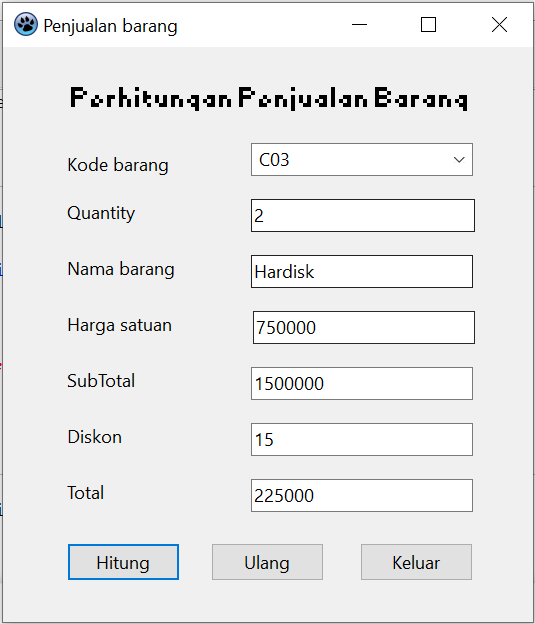 Penjualan barang
Perhitungan Penjualan Barang
Kode barang C03
Quantity 2
Nama barang Hardisk
Harga satuan 750000
SubTotal 1500000
Diskon 15
Total 225000
Hitung Ulang Keluar